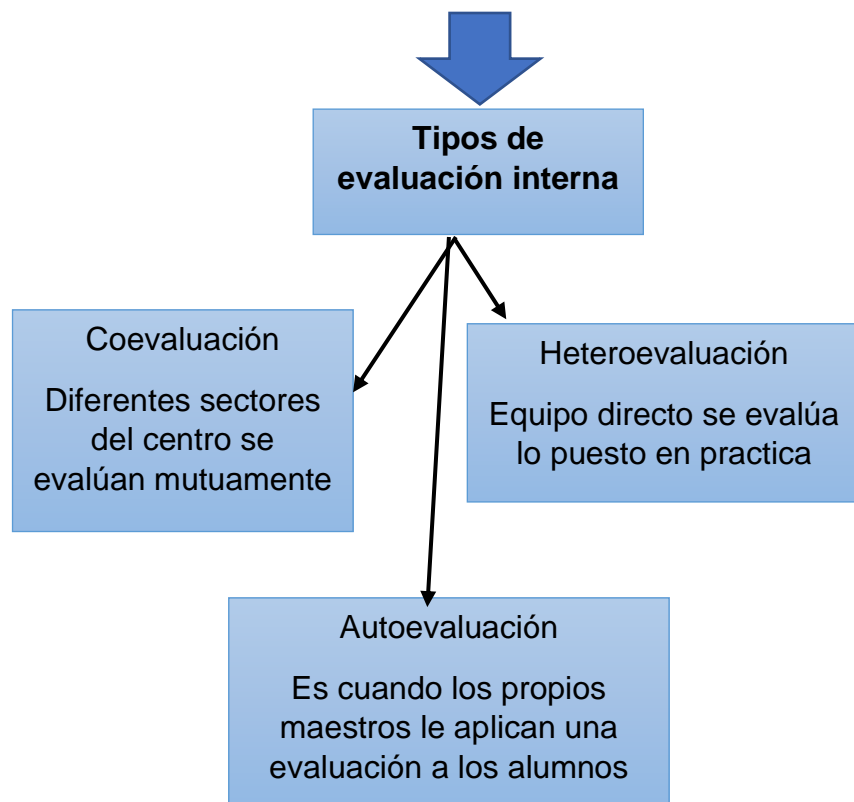 Tipos de
evaluación interna
Coevaluación
Diferentes sectores
del centro se
evalúan mutuamente
Heteroevaluación
Equipo directo se evalúa
lo puesto en practica
Autoevaluación
Es cuando los propios
maestros le aplican una
evaluación a los alumnos